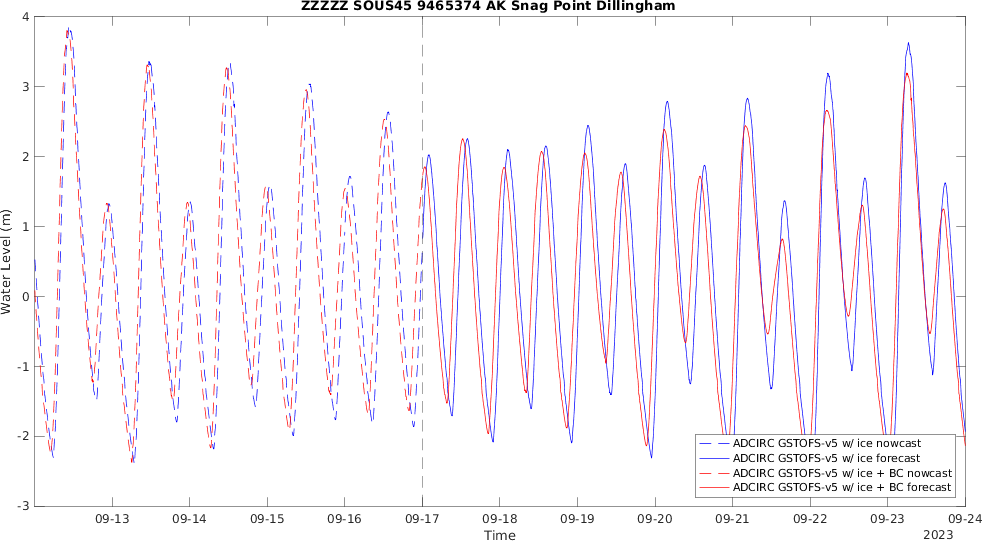 ZZZZZ SOUS45 9465374 AK Snag Point Dillingham
4
3
2
1
0
-1
-2
-3
Water Level (m)
ADCIRC GSTOFS-v5 w/ ice nowcast
ADCIRC GSTOFS-v5 w/ ice forecast
ADCIRC GSTOFS-v5 w/ ice + BC nowcast
ADCIRC GSTOFS-v5 w/ ice + BC forecast
09-13 09-14 09-15 09-16 09-17 09-18 09-19 09-20 09-21 09-22 09-23 09-24
Time 2023